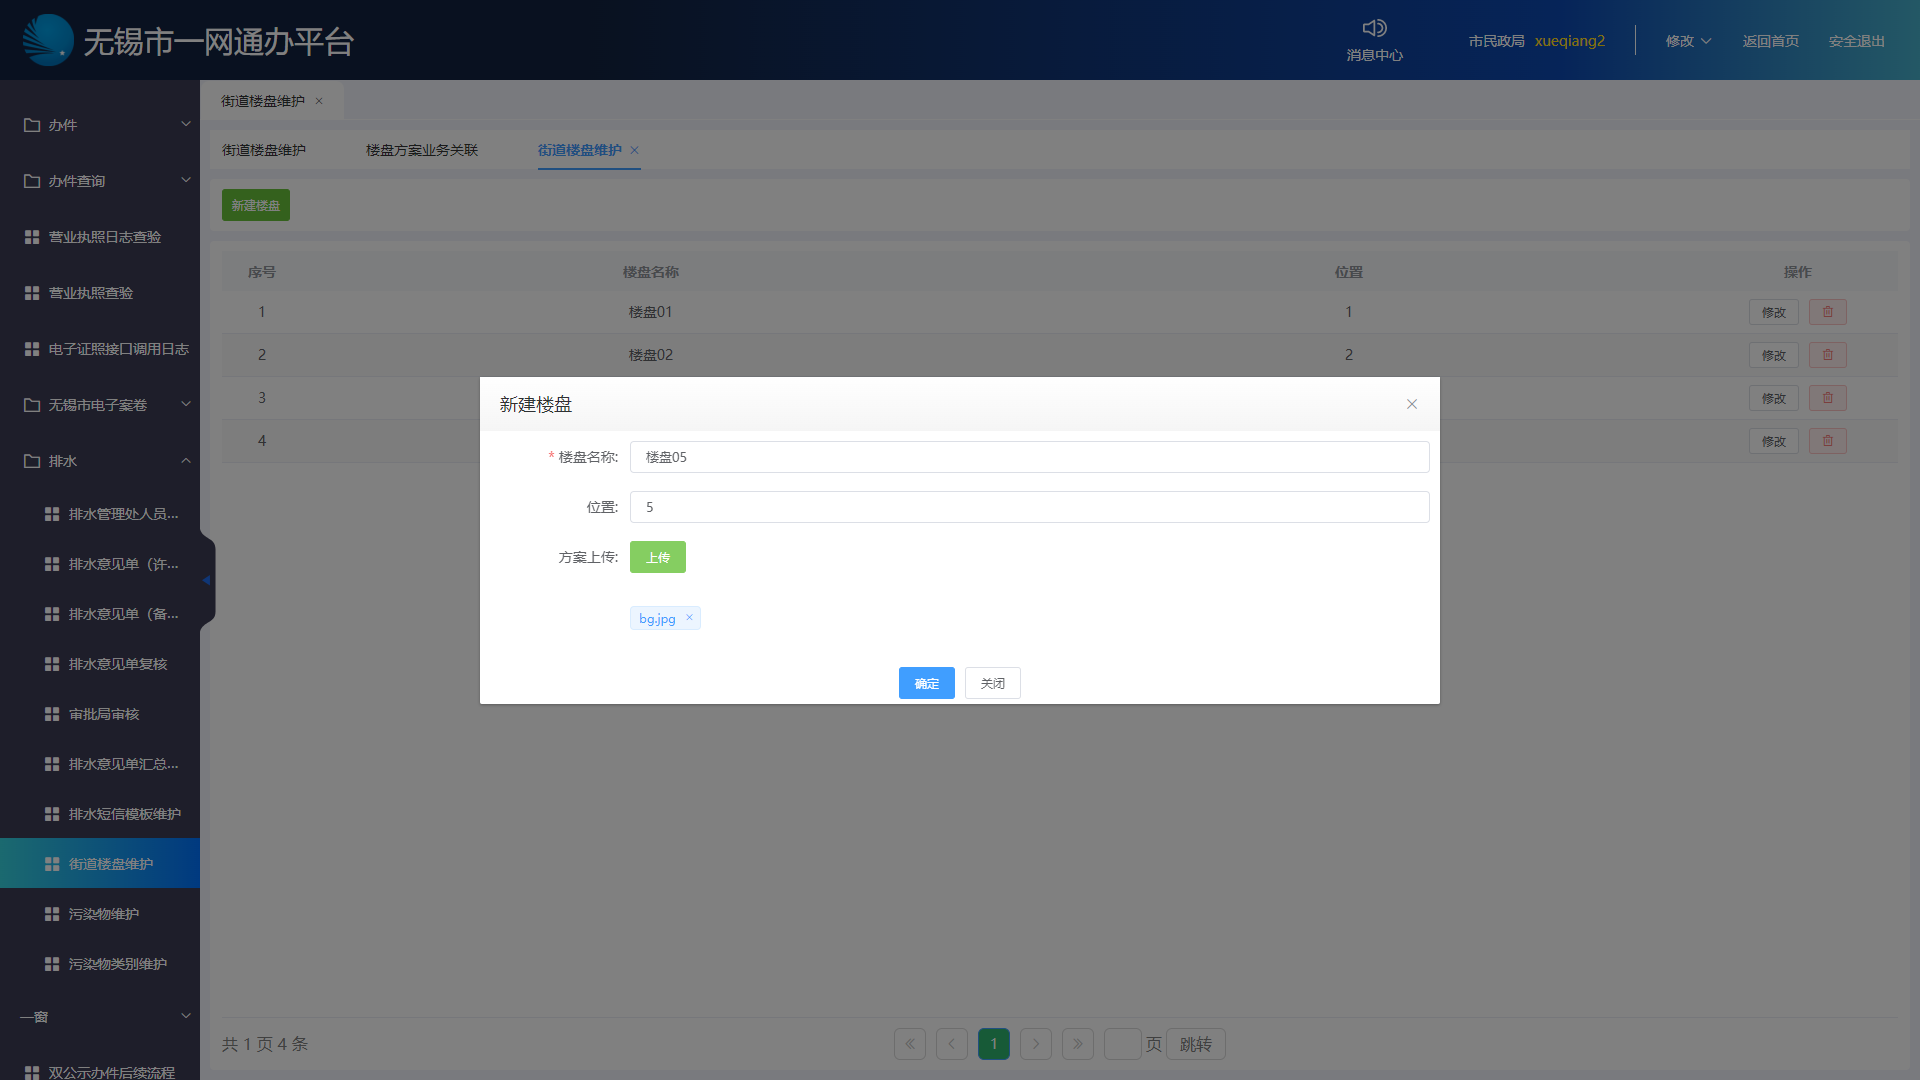 无锡市一网通办平台
消息中心
市民政局 xueqiang2
修改
返回首页
安全退出
办件
办件查询
营业执照日志查验
营业执照查验
电子证照接口调用日志
无锡市电子案卷
排水
排水管理处人员...
排水意见单（许...
排水意见单（备...
排水意见单复核
审批局审核
排水意见单汇总...
排水短信模板维护
街道楼盘维护
污染物维护
污染物类别维护
一窗
双公示办件后续流程
街道楼盘维护
街道楼盘维护 楼盘方案业务关联 街道楼盘维护
新建楼盘
序号 楼盘名称 位置 操作
1 楼盘01 1 修改
2 楼盘02 2 修改
3 修改
4 修改
新建楼盘
* 楼盘名称: 楼盘05
位置: 5
方案上传: 上传
bg.jpg
确定 关闭
共 1 页 4 条
1
页 跳转